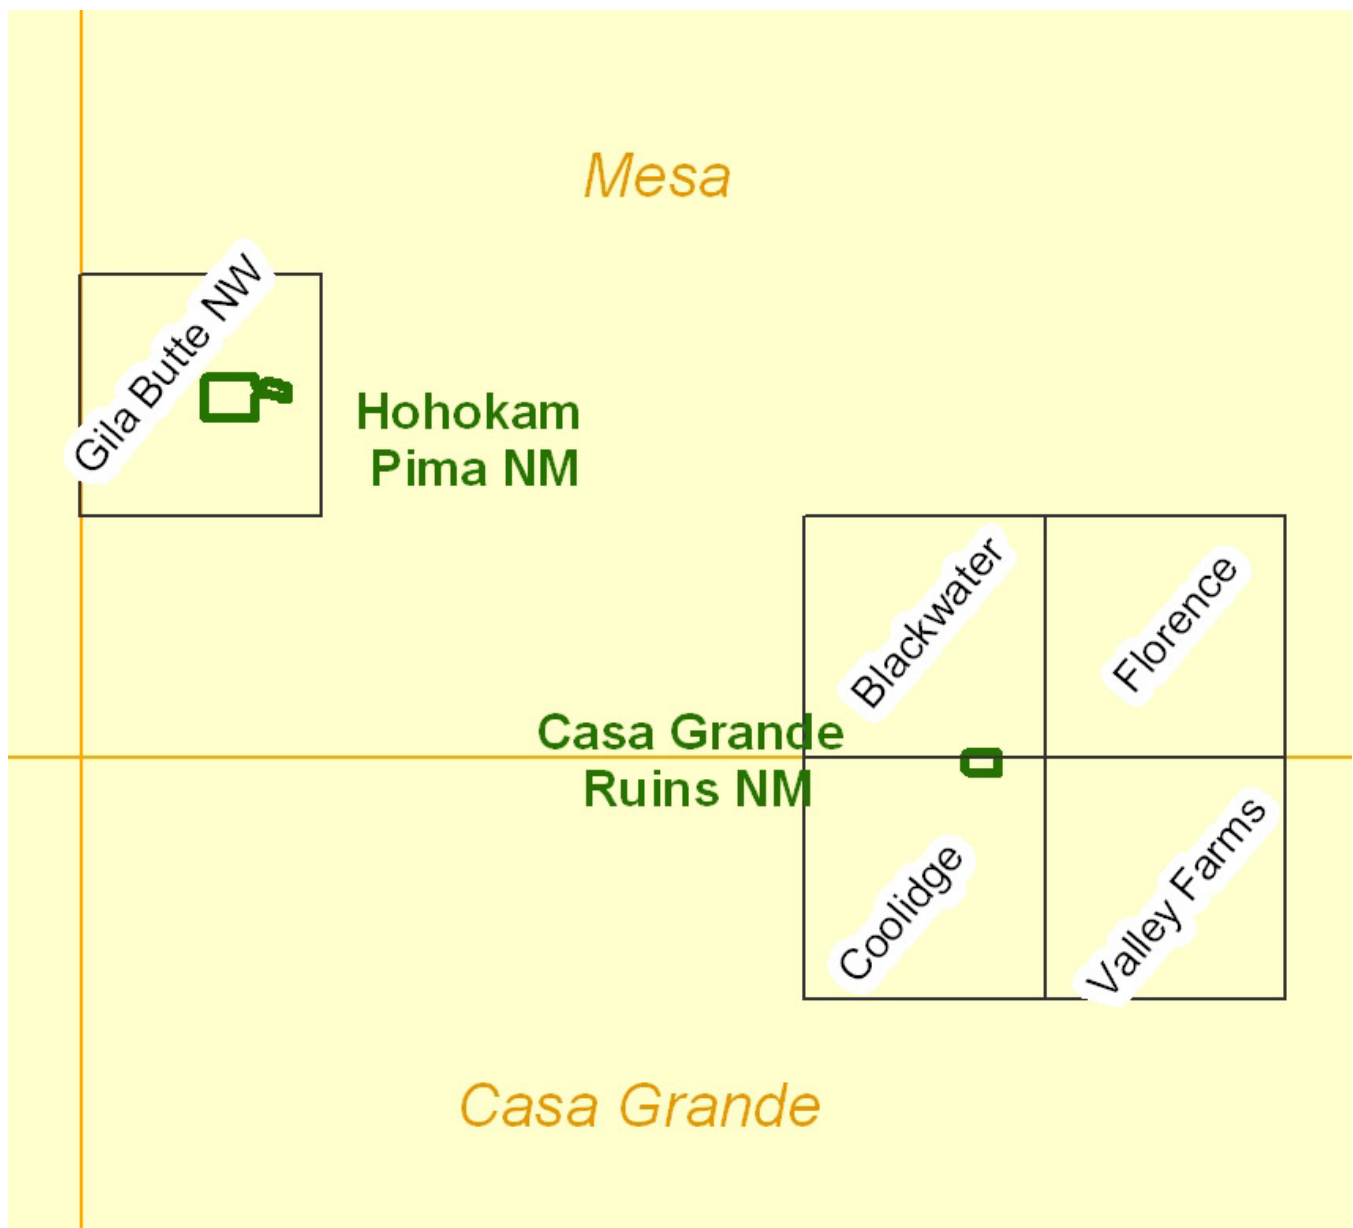 Mesa
Gila Butte NW
Hohokam
Pima NM
Blackwater
Florence
Casa Grande
Ruins NM
Coolidge
Valley Farms
Casa Grande